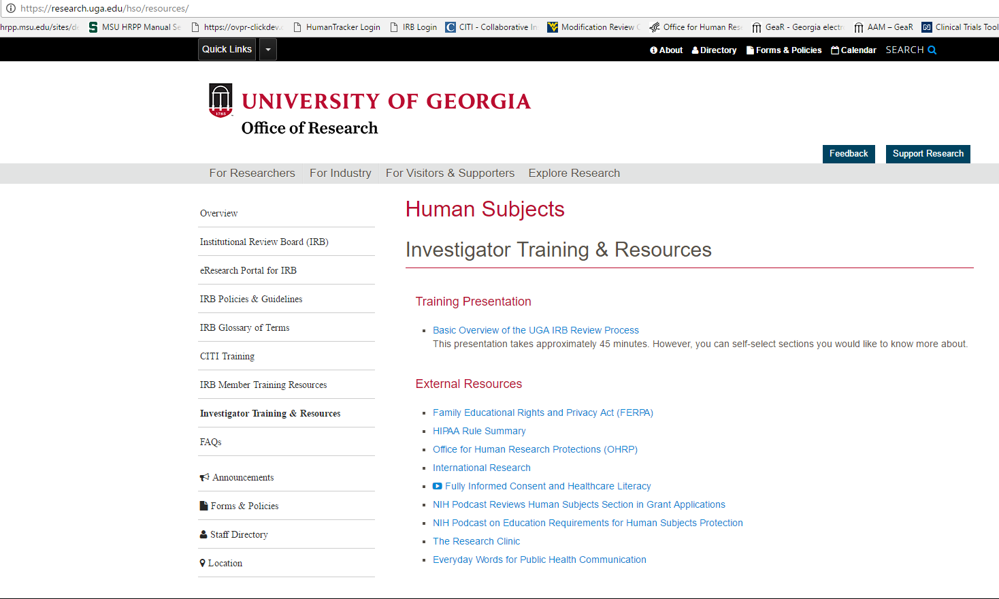 https://research.uga.edu/hso/resources/
hrpp.msu.edu/sites/de
MSU HRPP Manual Se
https://ovpr-clickdev.
HumanTracker Login
IRB Login
CITI - Collaborative In
Modification Review
Office for Human Res
GeaR - Georgia electr
AAM – GeaR
Clinical Trials Tool
Quick Links
About
Directory
Forms & Policies
Calendar
SEARCH
1785
UNIVERSITY OF GEORGIA
Office of Research
Feedback
Support Research
For Researchers
For Industry
For Visitors & Supporters
Explore Research
Overview
Institutional Review Board (IRB)
eResearch Portal for IRB
IRB Policies & Guidelines
IRB Glossary of Terms
CITI Training
IRB Member Training Resources
Investigator Training & Resources
FAQs
Announcements
Forms & Policies
Staff Directory
Location
Human Subjects
Investigator Training & Resources
Training Presentation
Basic Overview of the UGA IRB Review Process
This presentation takes approximately 45 minutes. However, you can self-select sections you would like to know more about.
External Resources
Family Educational Rights and Privacy Act (FERPA)
HIPAA Rule Summary
Office for Human Research Protections (OHRP)
International Research
Fully Informed Consent and Healthcare Literacy
NIH Podcast Reviews Human Subjects Section in Grant Applications
NIH Podcast on Education Requirements for Human Subjects Protection
The Research Clinic
Everyday Words for Public Health Communication